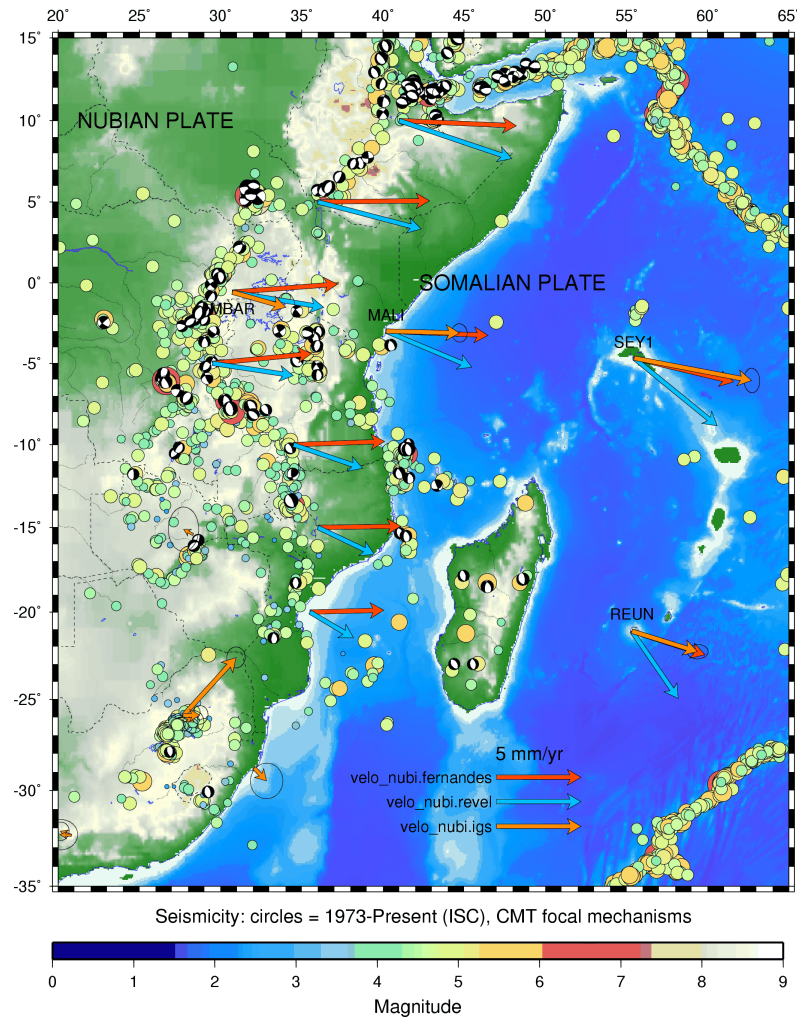 20˚ 25˚ 30˚ 35˚ 40˚ 45˚ 50˚ 55˚ 60˚ 65˚
15˚
NUBIAN PLATE
10˚
5˚
0˚
SOMALIAN PLATE
MBAR
MALI
SEY1
-5˚
-10˚
-15˚
-20˚
REUN
-25˚
5 mm/yr
velo_nubi.fernandes
-30˚
velo_nubi.revel
velo_nubi.igs
-35˚
Seismicity: circles = 1973-Present (ISC), CMT focal mechanisms
0 1 2 3 4 5 6 7 8 9
Magnitude